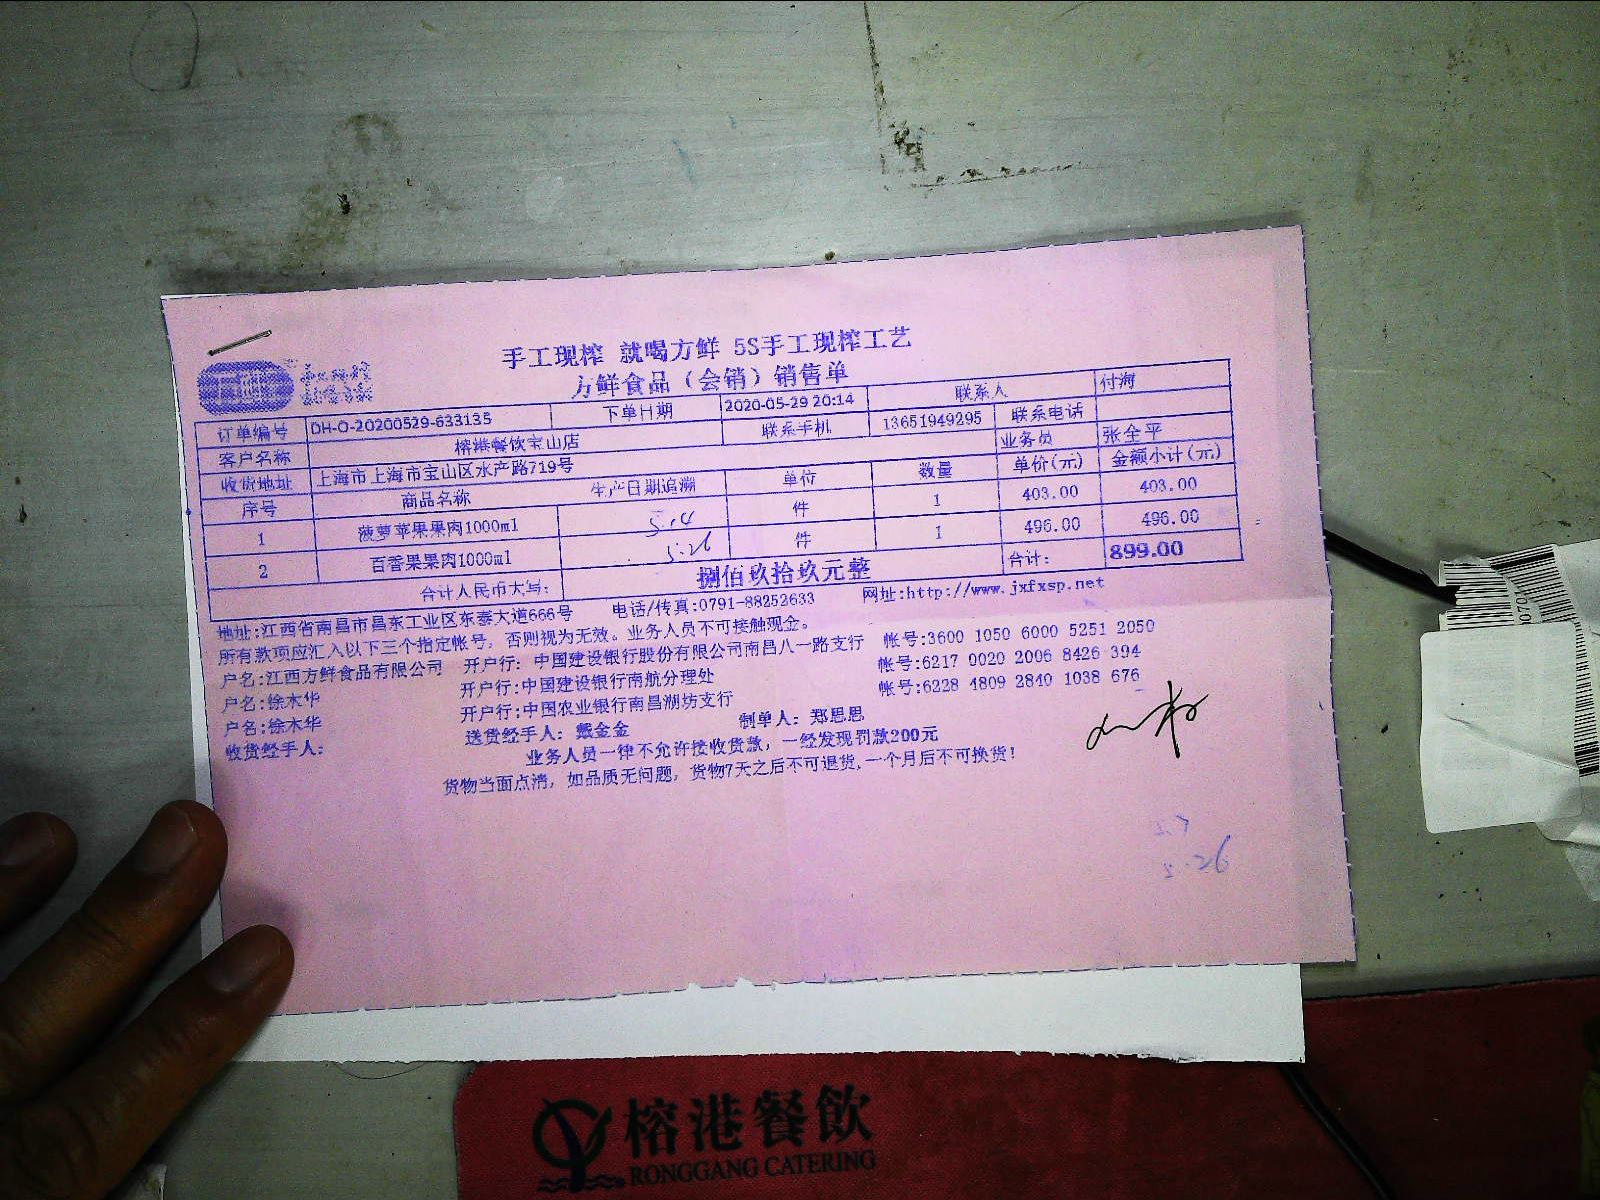 手工现榨 就喝方鲜 5S手工现榨工艺
方鲜食品（会销）销售单
订单编号 DH-O-20200529-633135 下单日期 2020-05-29 20:14 联系人 付海
客户名称 榕港餐饮宝山店 联系手机 13651949295 联系电话
收货地址 上海市上海市宝山区水产路719号 业务员 张全平
序号 商品名称 生产日期追溯 单位 数量 单价(元) 金额小计(元)
1 菠萝苹果果肉1000ml 5.14 件 1 403.00 403.00
2 百香果果肉1000ml 5.26 件 1 496.00 496.00
合计人民币大写: 捌佰玖拾玖元整 合计: 899.00
地址:江西省南昌市昌东工业区东泰大道666号 电话/传真:0791-88252633 网址:http://www.jxfxsp.net
所有款项应汇入以下三个指定帐号，否则视为无效。业务人员不可接触现金。
户名:江西方鲜食品有限公司 开户行: 中国建设银行股份有限公司南昌八一路支行 帐号:3600 1050 6000 5251 2050
户名:徐木华 开户行:中国建设银行南航分理处 帐号:6217 0020 2006 8426 394
户名:徐木华 开户行:中国农业银行南昌湖坊支行 帐号:6228 4809 2840 1038 676
收货经手人: 送货经手人: 戴金金 制单人: 郑思思
业务人员一律不允许接收货款，一经发现罚款200元
货物当面点清，如品质无问题，货物7天之后不可退货,一个月后不可换货!
5.7
5.26
榕港餐飲
RONGGANG CATERING